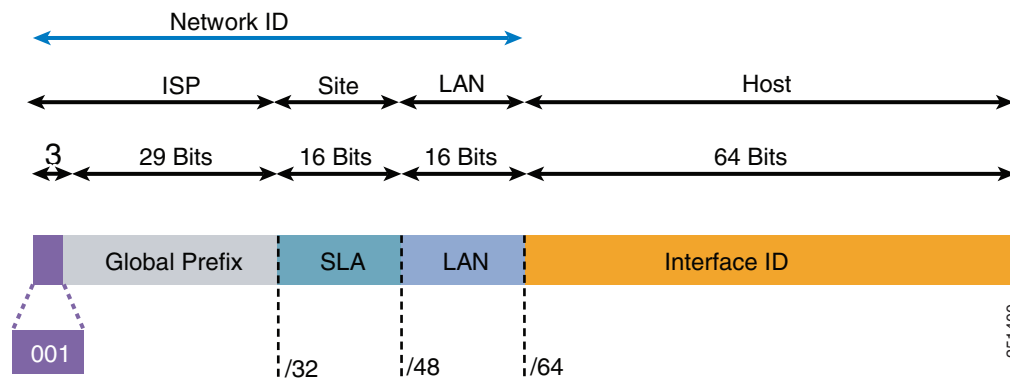 Network ID
ISP Site LAN Host
3 29 Bits 16 Bits 16 Bits 64 Bits
Global Prefix SLA LAN Interface ID
001
/32 /48 /64